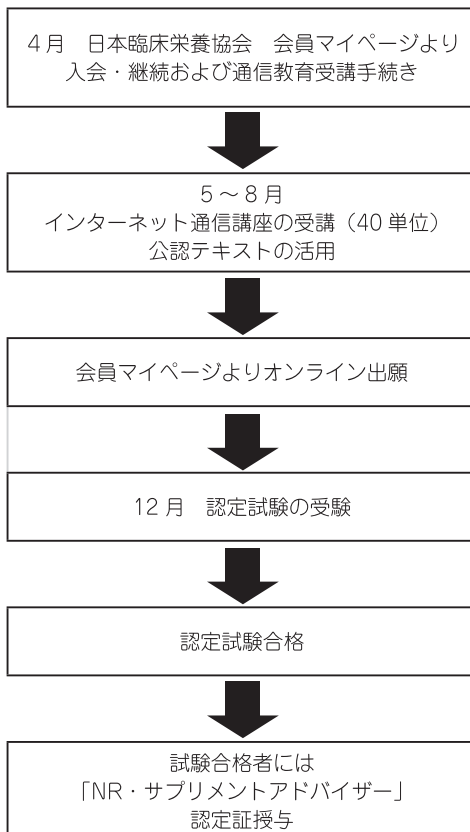 4月 日本臨床栄養協会 会員マイページより
入会・継続および通信教育受講手続き
5~8月
インターネット通信講座の受講(40単位)
公認テキストの活用
会員マイページよりオンライン出願
12月 認定試験の受験
認定試験合格
試験合格者には
「NR・サプリメントアドバイザー」
認定証授与